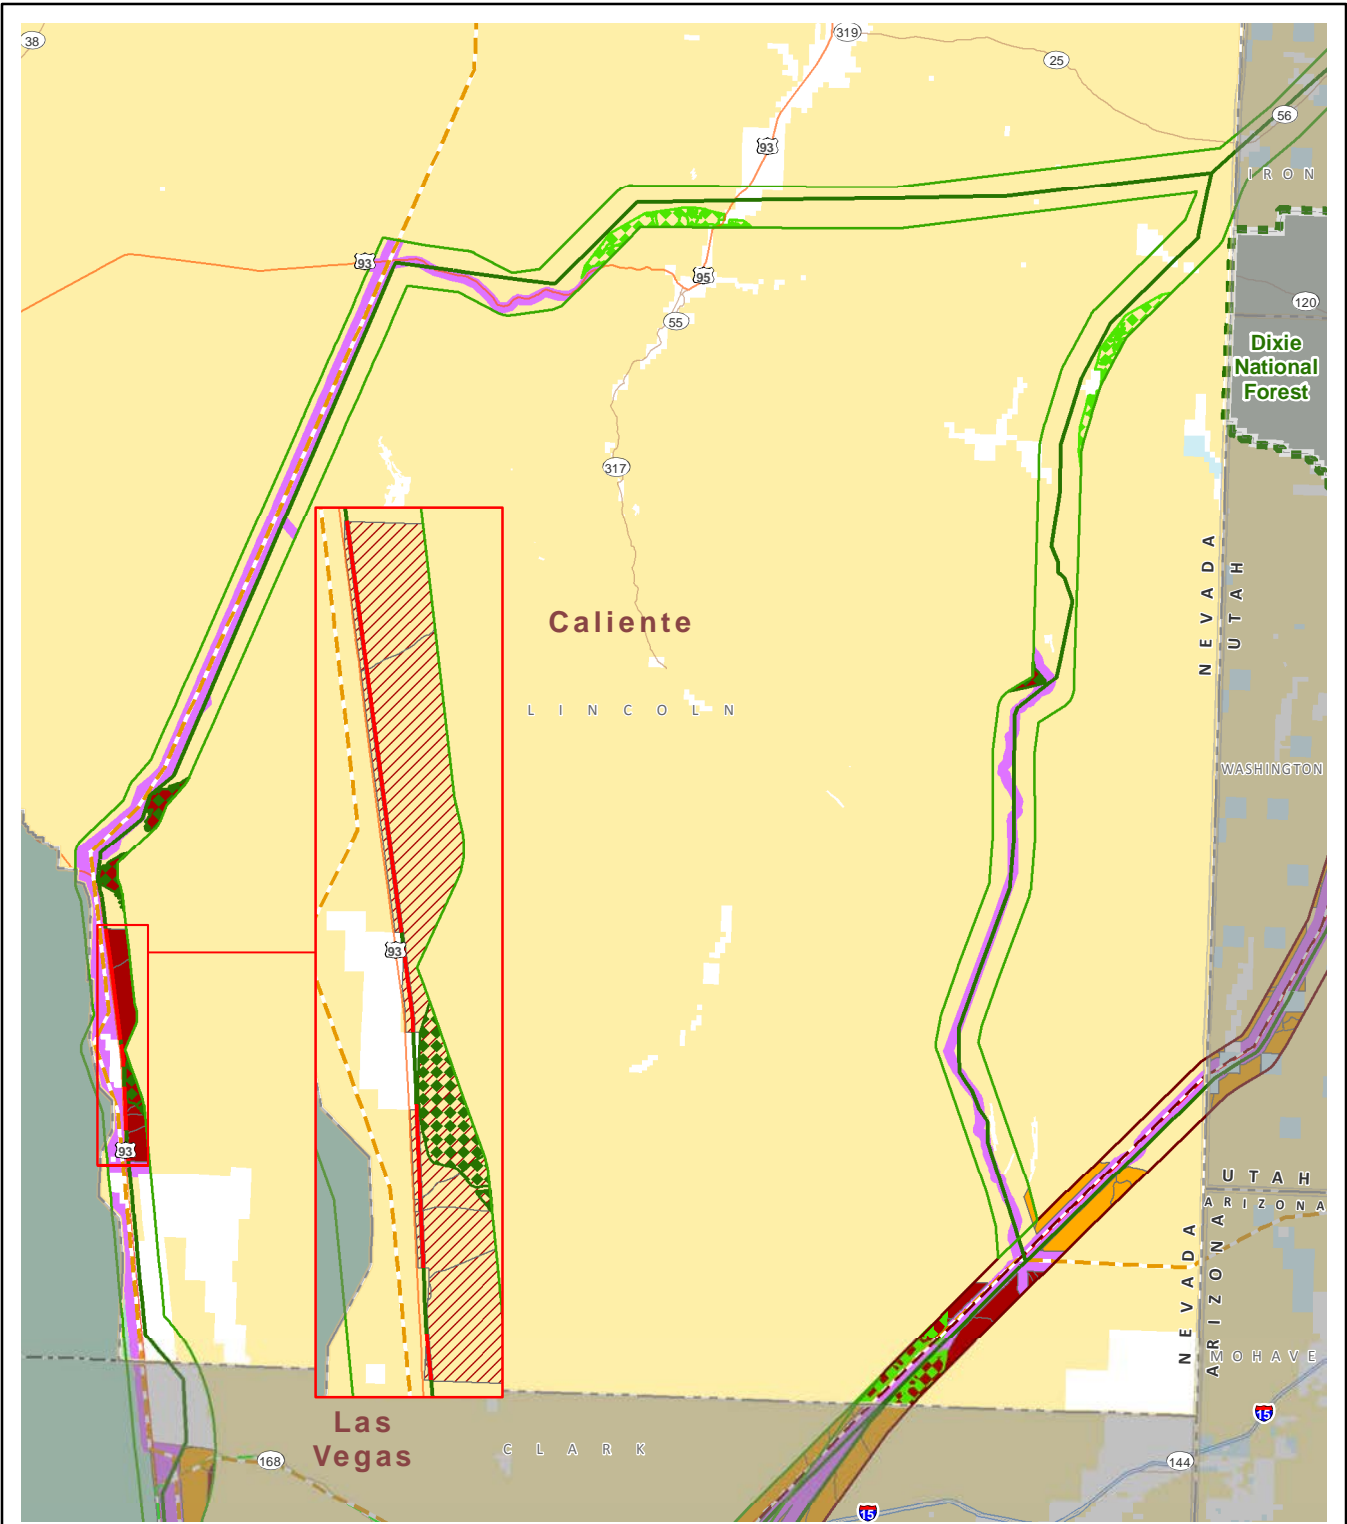 38
319
25
56
93
IRON
93
95
120
55
Dixie
National
Forest
317
NEVADA
UTAH
Caliente
LINCOLN
WASHINGTON
93
93
UTAH
ARIZONA
NEVADA
ARIZONA
MOHAVE
15
Las
Vegas
CLARK
168
144
15